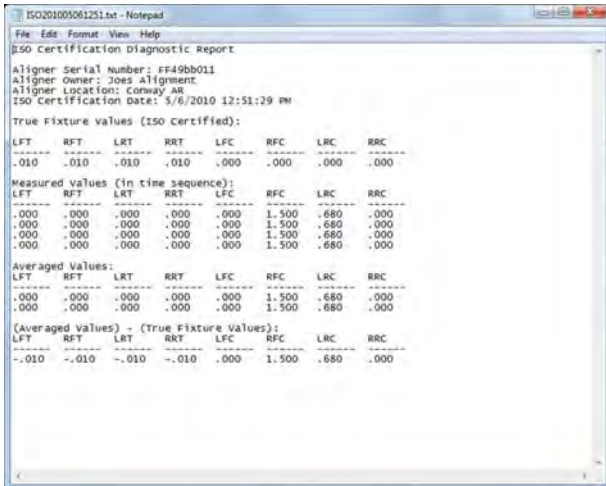 ISO201005061251.txt - Notepad
File Edit Format View Help
ISO Certification Diagnostic Report
Aligner Serial Number: FF49bb011
Aligner Owner: Joes Alignment
Aligner Location: Conway AR
ISO Certification Date: 5/6/2010 12:51:29 PM
True Fixture Values (ISO Certified):
LFT RFT LRT RRT LFC RFC LRC RRC
------ ------ ------ ------ ------ ------ ------ ------
.010 .010 .010 .010 .000 .000 .000 .000
Measured Values (in time sequence):
LFT RFT LRT RRT LFC RFC LRC RRC
------ ------ ------ ------ ------ ------ ------ ------
.000 .000 .000 .000 .000 1.500 .680 .000
.000 .000 .000 .000 .000 1.500 .680 .000
.000 .000 .000 .000 .000 1.500 .680 .000
.000 .000 .000 .000 .000 1.500 .680 .000
Averaged Values:
LFT RFT LRT RRT LFC RFC LRC RRC
------ ------ ------ ------ ------ ------ ------ ------
.000 .000 .000 .000 .000 1.500 .680 .000
.000 .000 .000 .000 .000 1.500 .680 .000
(Averaged Values) - (True Fixture Values):
LFT RFT LRT RRT LFC RFC LRC RRC
------ ------ ------ ------ ------ ------ ------ ------
-.010 -.010 -.010 -.010 .000 1.500 .680 .000